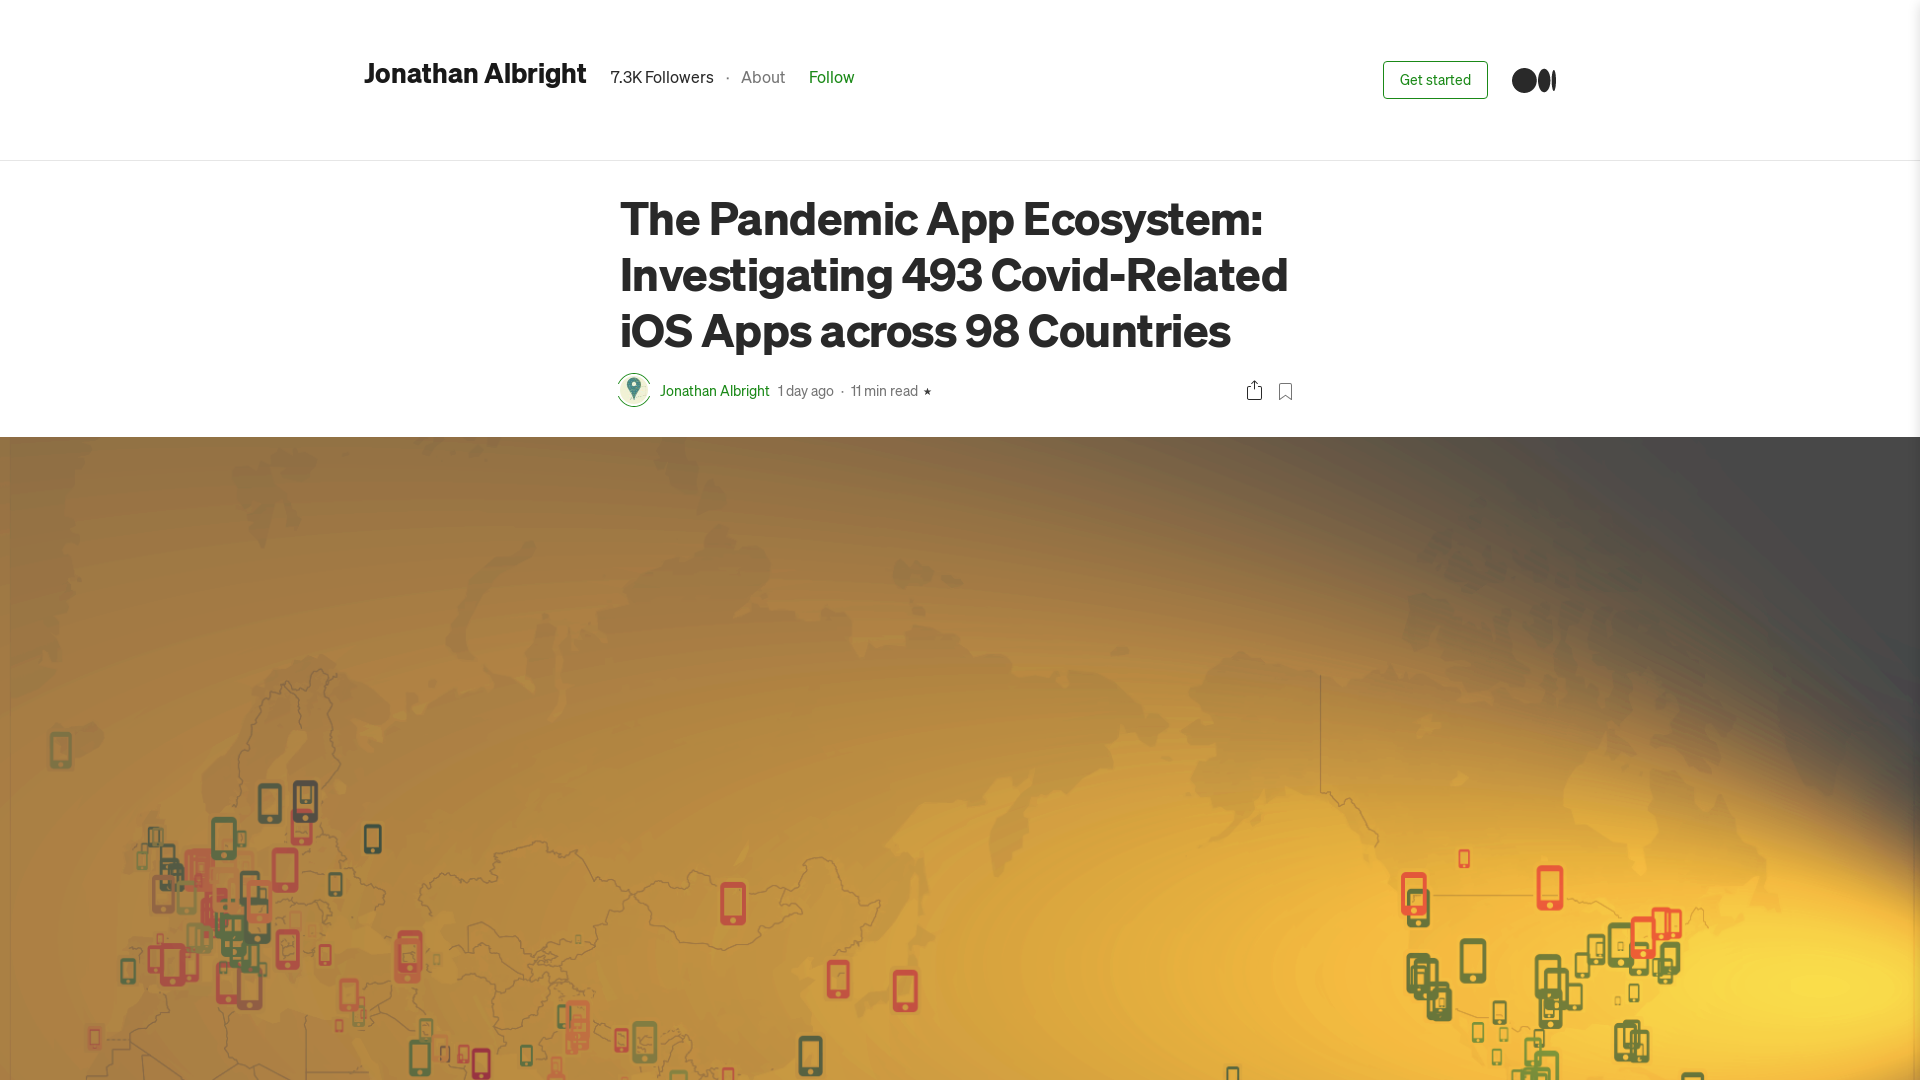 Jonathan Albright
7.3K Followers · About Follow
Get started
The Pandemic App Ecosystem:
Investigating 493 Covid-Related
iOS Apps across 98 Countries
Jonathan Albright 1 day ago · 11 min read ★